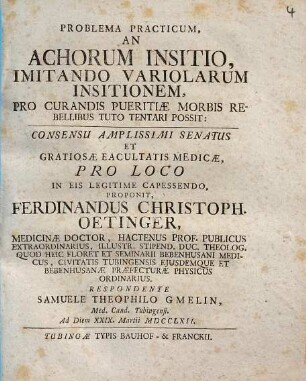 4
PROBLEMA PRACTICUM,
AN
ACHORUM INSITIO,
IMITANDO VARIOLARUM
INSITIONEM,
PRO CURANDIS PUERITIÆ MORBIS RE-
BELLIBUS TUTO TENTARI POSSIT:
CONSENSU AMPLISSIMI SENATUS
ET
GRATIOSÆ EACULTATIS MEDICÆ,
PRO LOCO
IN EIS LEGITIME CAPESSENDO,
PROPONIT,
FERDINANDUS CHRISTOPH.
OETINGER,
MEDICINÆ DOCTOR, HACTENUS PROF. PUBLICUS
EXTRAORDINARIUS, ILLUSTR. STIPEND. DUC. THEOLOG.
QUOD HEIC FLORET ET SEMINARII BEBENHUSANI MEDI-
CUS, CIVITATIS TUBINGENSIS EJUSDEMQUE ET
BEBENHUSANÆ PRÆFECTURÆ PHYSICUS
ORDINARIUS.
RESPONDENTE
SAMUELE THEOPHILO GMELIN,
Med. Cand. Tubingensi.
Ad Diem XXIX. Martii MDCCLXII.
TUBINGÆ TYPIS BAUHOF- & FRANCKII.